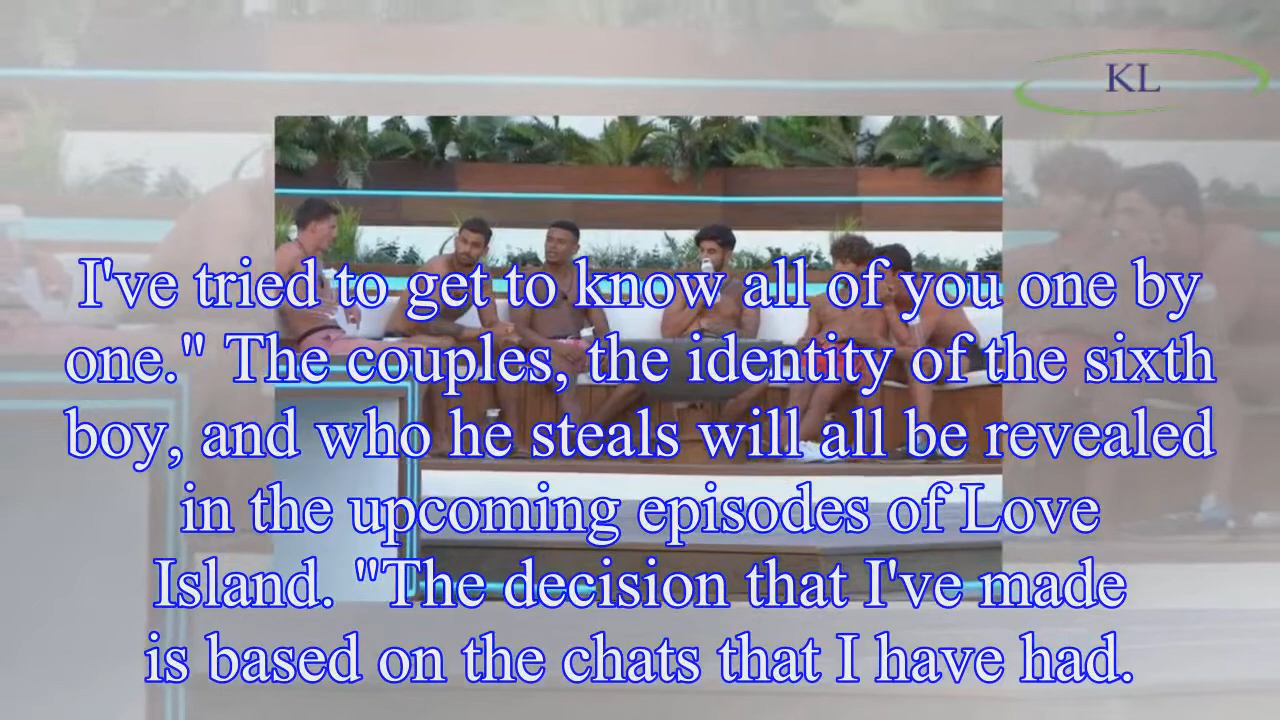 KL
I've tried to get to know all of you one by
one." The couples, the identity of the sixth
boy, and who he steals will all be revealed
in the upcoming episodes of Love
Island. "The decision that I've made
is based on the chats that I have had.